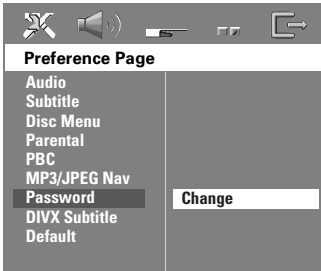 Preference Page
Audio
Subtitle
Disc Menu
Parental
PBC
MP3/JPEG Nav
Password
Change
DIVX Subtitle
Default